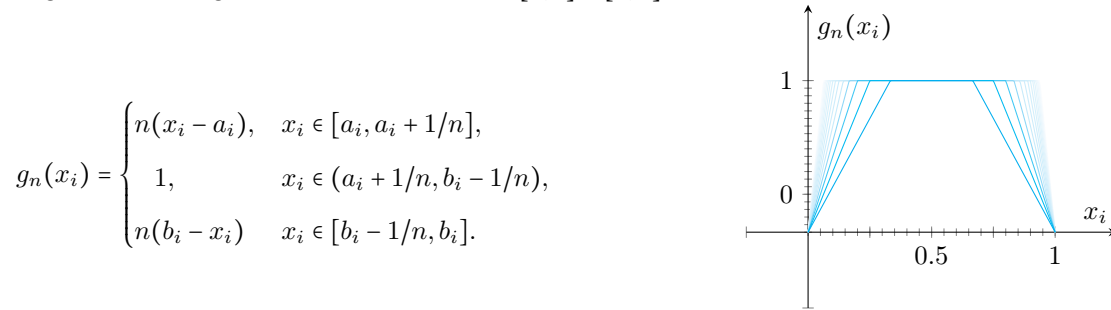 g_n(x_i) = { n(x_i − a_i), x_i ∈ [a_i, a_i + 1/n],
1, x_i ∈ (a_i + 1/n, b_i − 1/n),
n(b_i − x_i) x_i ∈ [b_i − 1/n, b_i].
g_n(x_i)
1
0
x_i
0.5 1